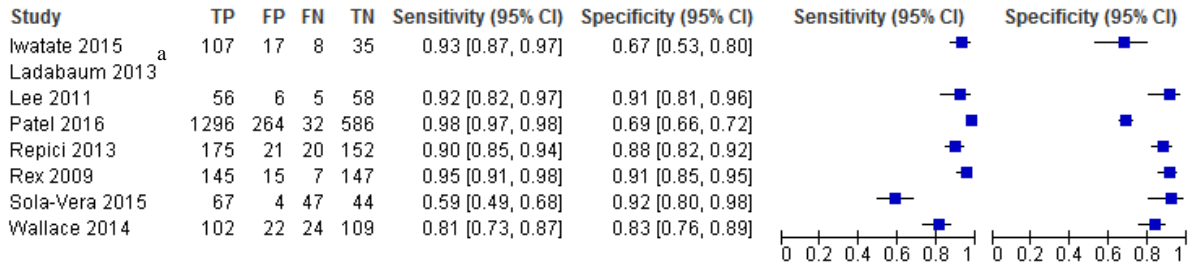 Study TP FP FN TN Sensitivity (95% CI) Specificity (95% CI) Sensitivity (95% CI) Specificity (95% CI)
Iwatate 2015 107 17 8 35 0.93 [0.87, 0.97] 0.67 [0.53, 0.80]
Ladabaum 2013 a
Lee 2011 56 6 5 58 0.92 [0.82, 0.97] 0.91 [0.81, 0.96]
Patel 2016 1296 264 32 586 0.98 [0.97, 0.98] 0.69 [0.66, 0.72]
Repici 2013 175 21 20 152 0.90 [0.85, 0.94] 0.88 [0.82, 0.92]
Rex 2009 145 15 7 147 0.95 [0.91, 0.98] 0.91 [0.85, 0.95]
Sola-Vera 2015 67 4 47 44 0.59 [0.49, 0.68] 0.92 [0.80, 0.98]
Wallace 2014 102 22 24 109 0.81 [0.73, 0.87] 0.83 [0.76, 0.89]
0 0.2 0.4 0.6 0.8 1 0 0.2 0.4 0.6 0.8 1